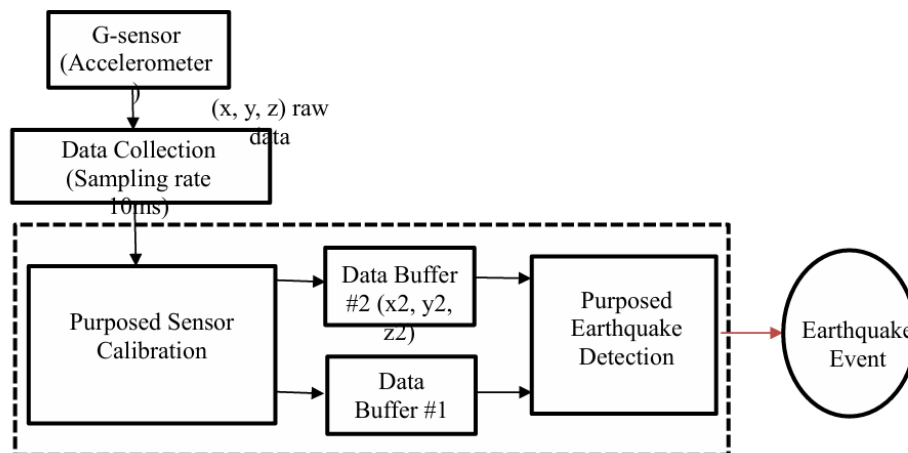 G-sensor
(Accelerometer
)
(x, y, z) raw
data
Data Collection
(Sampling rate
10ms)
Purposed Sensor
Calibration
Data Buffer
#2 (x2, y2,
z2)
Data
Buffer #1
Purposed
Earthquake
Detection
Earthquake
Event